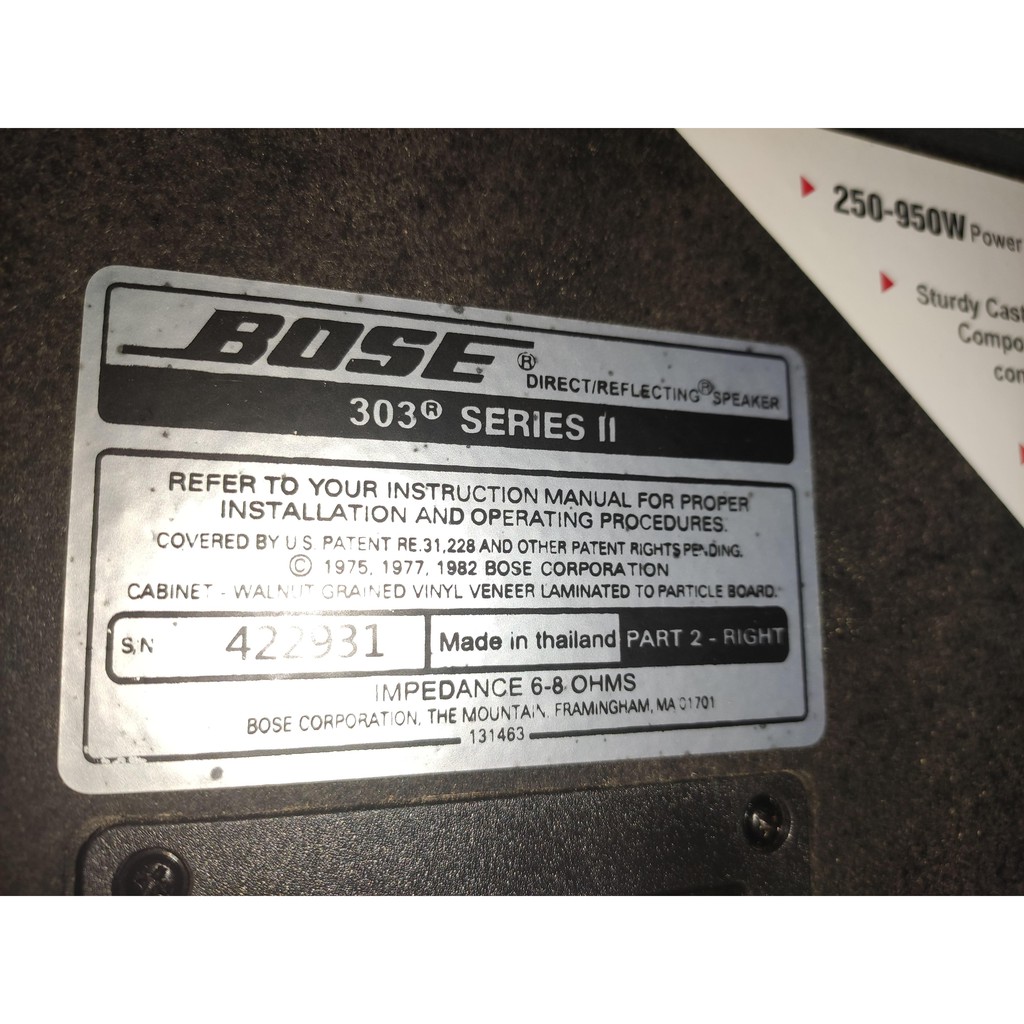 BOSE®
DIRECT/REFLECTING® SPEAKER
303® SERIES II
REFER TO YOUR INSTRUCTION MANUAL FOR PROPER
INSTALLATION AND OPERATING PROCEDURES.
COVERED BY U.S. PATENT RE.31,228 AND OTHER PATENT RIGHTS PENDING.
© 1975, 1977, 1982 BOSE CORPORATION
CABINET - WALNUT GRAINED VINYL VENEER LAMINATED TO PARTICLE BOARD.
S/N 422931 Made in thailand PART 2 - RIGHT
IMPEDANCE 6-8 OHMS
BOSE CORPORATION, THE MOUNTAIN, FRAMINGHAM, MA 01701
131463
250-950W Power
Sturdy Cast
Compo
con